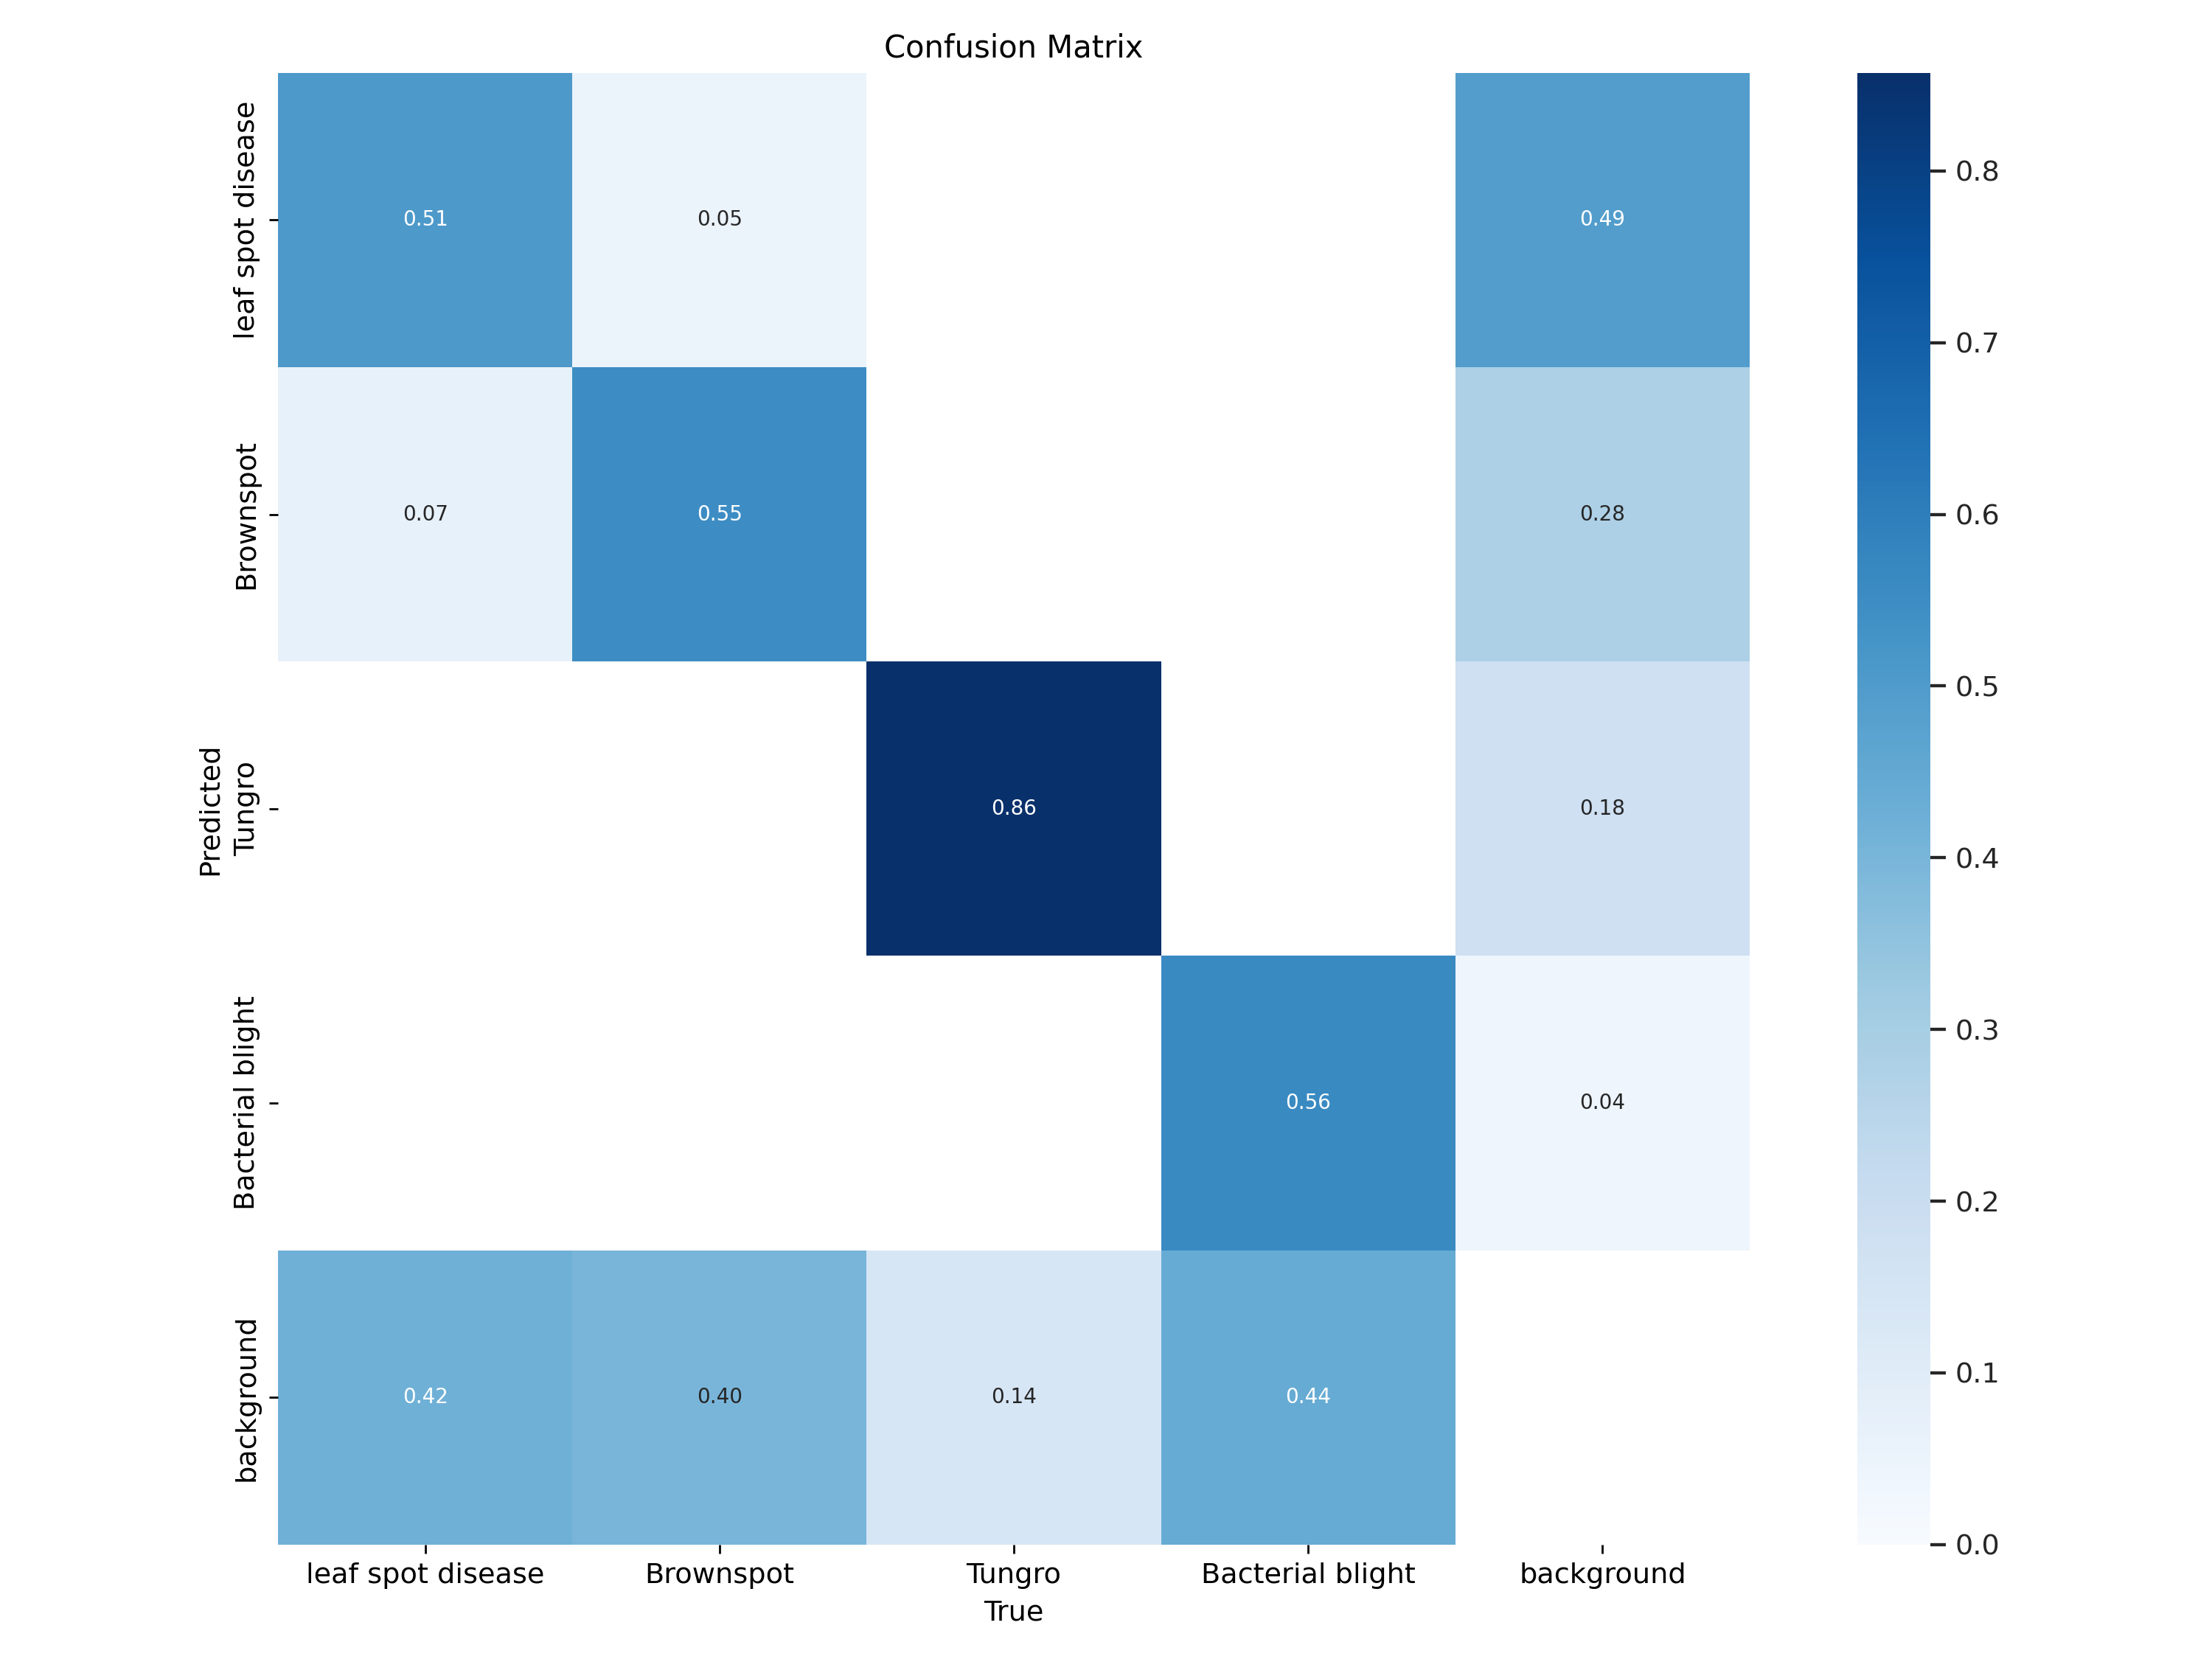 Confusion Matrix
leaf spot disease
0.51
0.05
0.49
Brownspot
0.07
0.55
0.28
Predicted
Tungro
0.86
0.18
Bacterial blight
0.56
0.04
background
0.42
0.40
0.14
0.44
leaf spot disease
Brownspot
Tungro
Bacterial blight
background
True
0.8
0.7
0.6
0.5
0.4
0.3
0.2
0.1
0.0